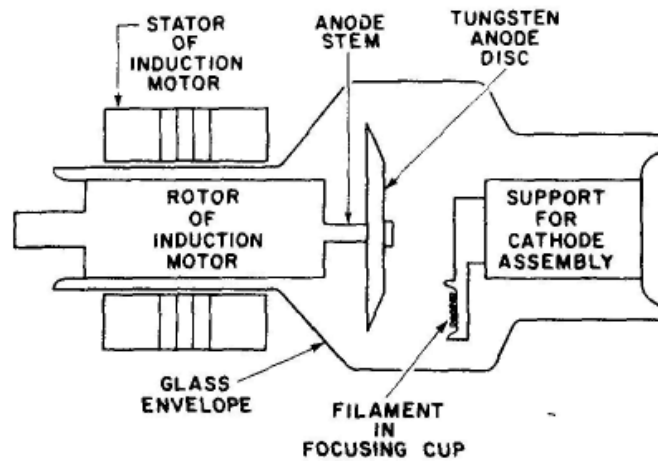 STATOR
OF
INDUCTION
MOTOR
ANODE
STEM
TUNGSTEN
ANODE
DISC
ROTOR
OF
INDUCTION
MOTOR
SUPPORT
FOR
CATHODE
ASSEMBLY
GLASS
ENVELOPE
FILAMENT
IN
FOCUSING CUP